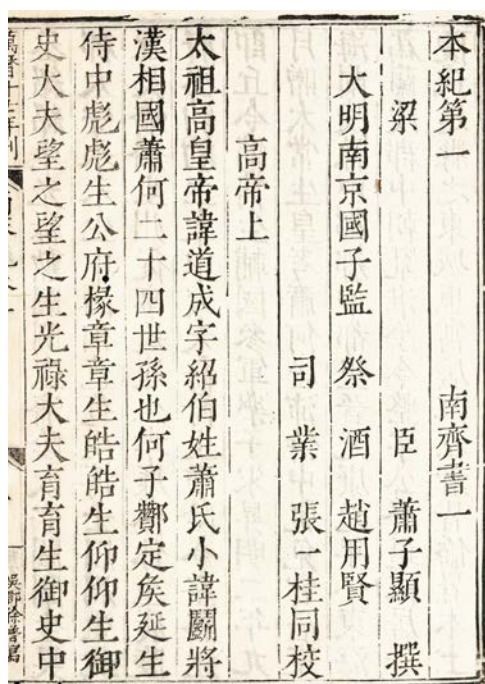 本紀第一 南齊書一
梁 臣 蕭子顯 撰
大明南京國子監 祭 酒 趙用賢
司 業 張一桂同校
高帝上
太祖高皇帝諱道成字紹伯姓蕭氏小諱鬭將
漢相國蕭何二十四世孫也何子酇定矦延生
侍中彪彪生公府掾章章生皓皓生仰仰生御
史大夫望之望之生光祿大夫育育生御史中